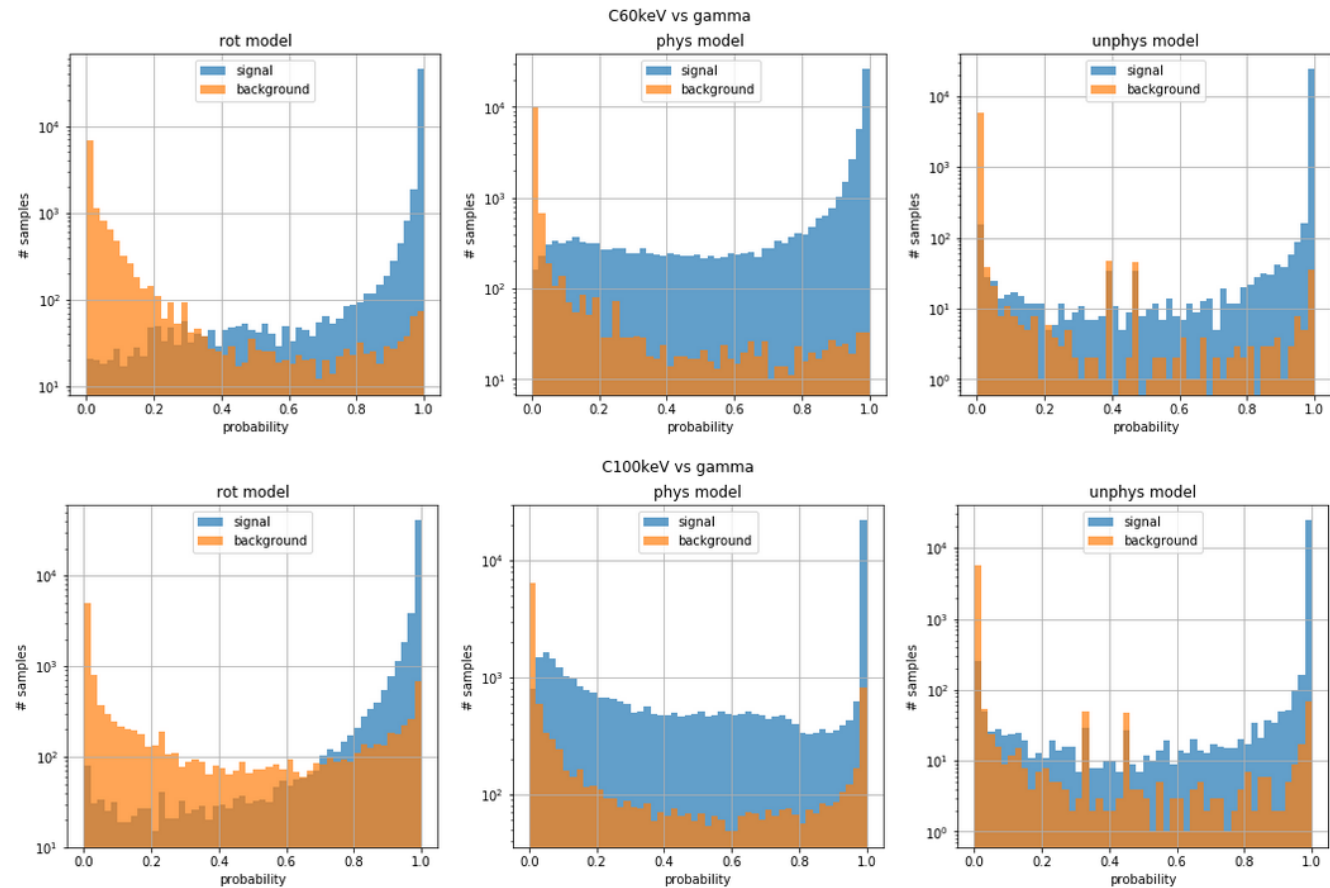 C60keV vs gamma
rot model
signal
background
10⁴
10³
10²
10¹
# samples
0.0 0.2 0.4 0.6 0.8 1.0
probability
phys model
signal
background
10⁴
10³
10²
10¹
# samples
0.0 0.2 0.4 0.6 0.8 1.0
probability
unphys model
signal
background
10⁴
10³
10²
10¹
10⁰
# samples
0.0 0.2 0.4 0.6 0.8 1.0
probability
C100keV vs gamma
rot model
signal
background
10⁴
10³
10²
10¹
# samples
0.0 0.2 0.4 0.6 0.8 1.0
probability
phys model
signal
background
10⁴
10³
10²
# samples
0.0 0.2 0.4 0.6 0.8 1.0
probability
unphys model
signal
background
10⁴
10³
10²
10¹
10⁰
# samples
0.0 0.2 0.4 0.6 0.8 1.0
probability